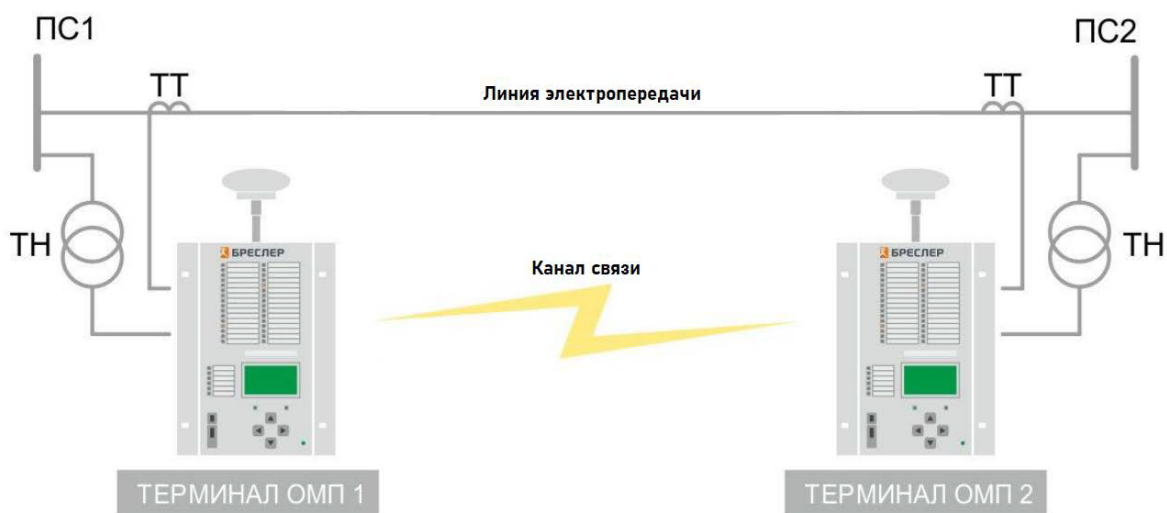 ПС1
ПС2
ТТ
Линия электропередачи
ТТ
ТН
БРЕСЛЕР
Канал связи
БРЕСЛЕР
ТН
ТЕРМИНАЛ ОМП 1
ТЕРМИНАЛ ОМП 2